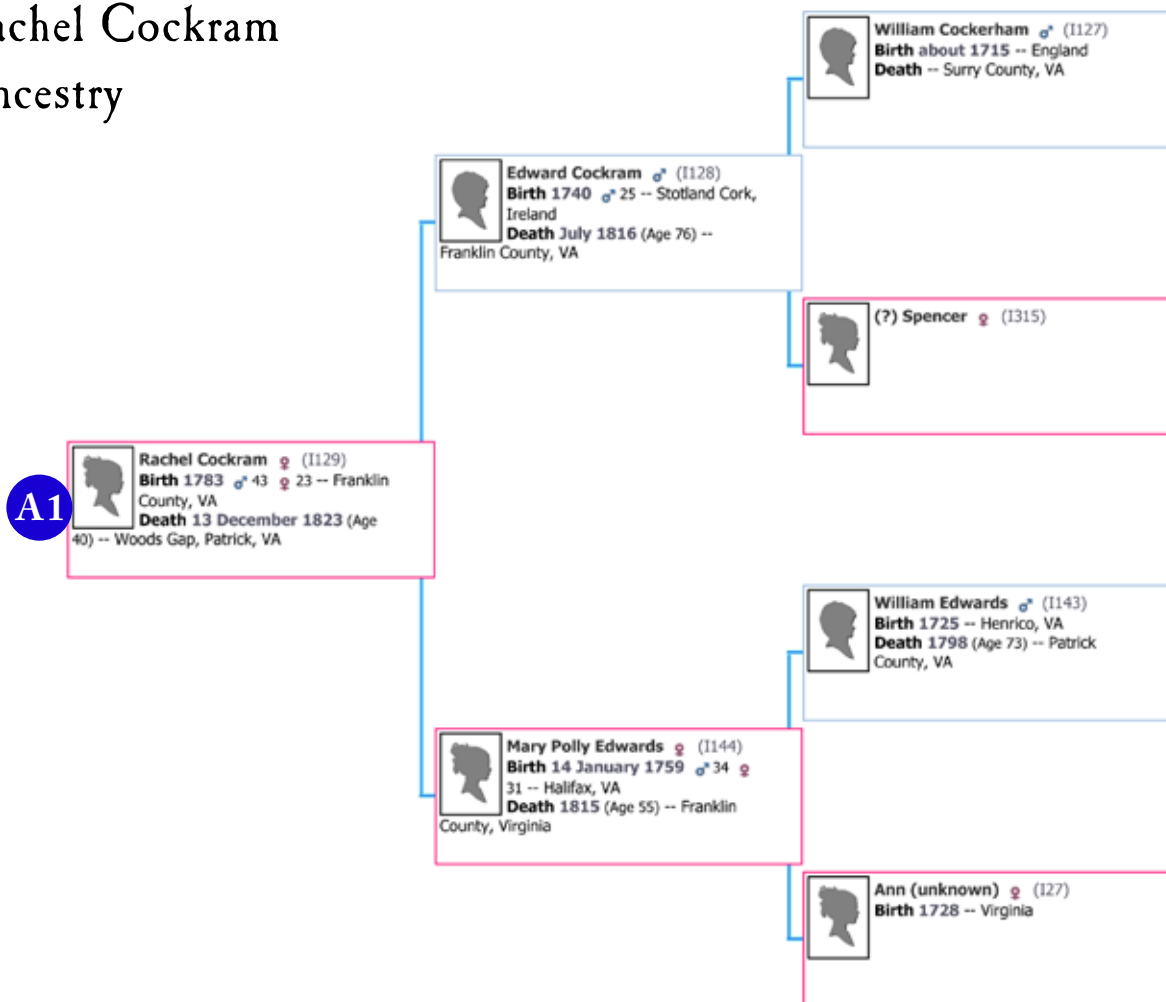 achel Cockram
ncestry
William Cockerham ♂ (I127)
Birth about 1715 -- England
Death -- Surry County, VA
Edward Cockram ♂ (I128)
Birth 1740 ♂ 25 -- Stotland Cork,
Ireland
Death July 1816 (Age 76) --
Franklin County, VA
(?) Spencer ♀ (I315)
A1
Rachel Cockram ♀ (I129)
Birth 1783 ♂ 43 ♀ 23 -- Franklin
County, VA
Death 13 December 1823 (Age
40) -- Woods Gap, Patrick, VA
William Edwards ♂ (I143)
Birth 1725 -- Henrico, VA
Death 1798 (Age 73) -- Patrick
County, VA
Mary Polly Edwards ♀ (I144)
Birth 14 January 1759 ♂ 34 ♀
31 -- Halifax, VA
Death 1815 (Age 55) -- Franklin
County, Virginia
Ann (unknown) ♀ (I27)
Birth 1728 -- Virginia